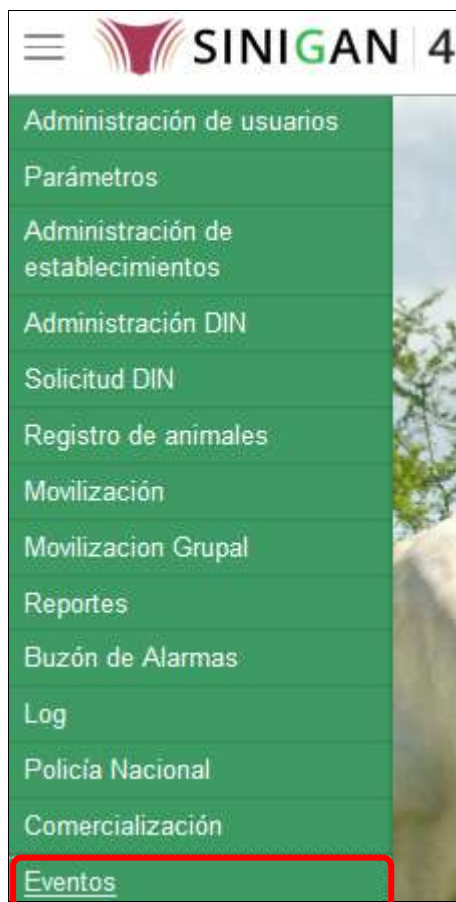 SINIGAN 4
Administración de usuarios
Parámetros
Administración de
establecimientos
Administración DIN
Solicitud DIN
Registro de animales
Movilización
Movilizacion Grupal
Reportes
Buzón de Alarmas
Log
Policía Nacional
Comercialización
Eventos